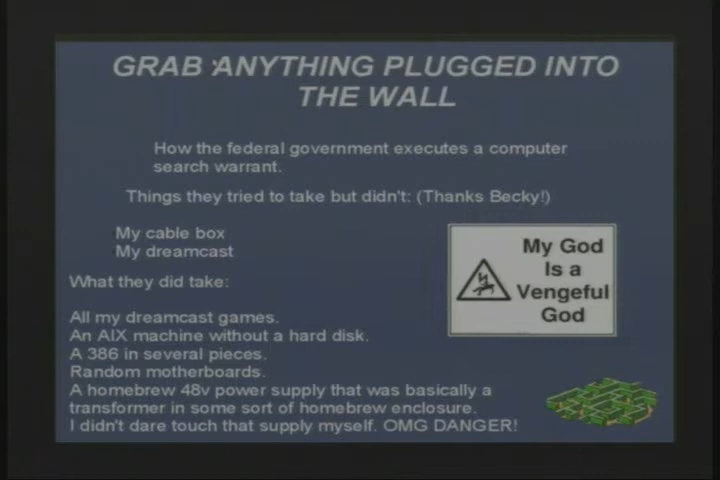 GRAB ANYTHING PLUGGED INTO
THE WALL
How the federal government executes a computer
search warrant.
Things they tried to take but didn't: (Thanks Becky!)
My cable box
My dreamcast
What they did take:
All my dreamcast games.
An AIX machine without a hard disk.
A 386 in several pieces.
Random motherboards.
A homebrew 48v power supply that was basically a
transformer in some sort of homebrew enclosure.
I didn't dare touch that supply myself. OMG DANGER!
My God
Is a
Vengeful
God